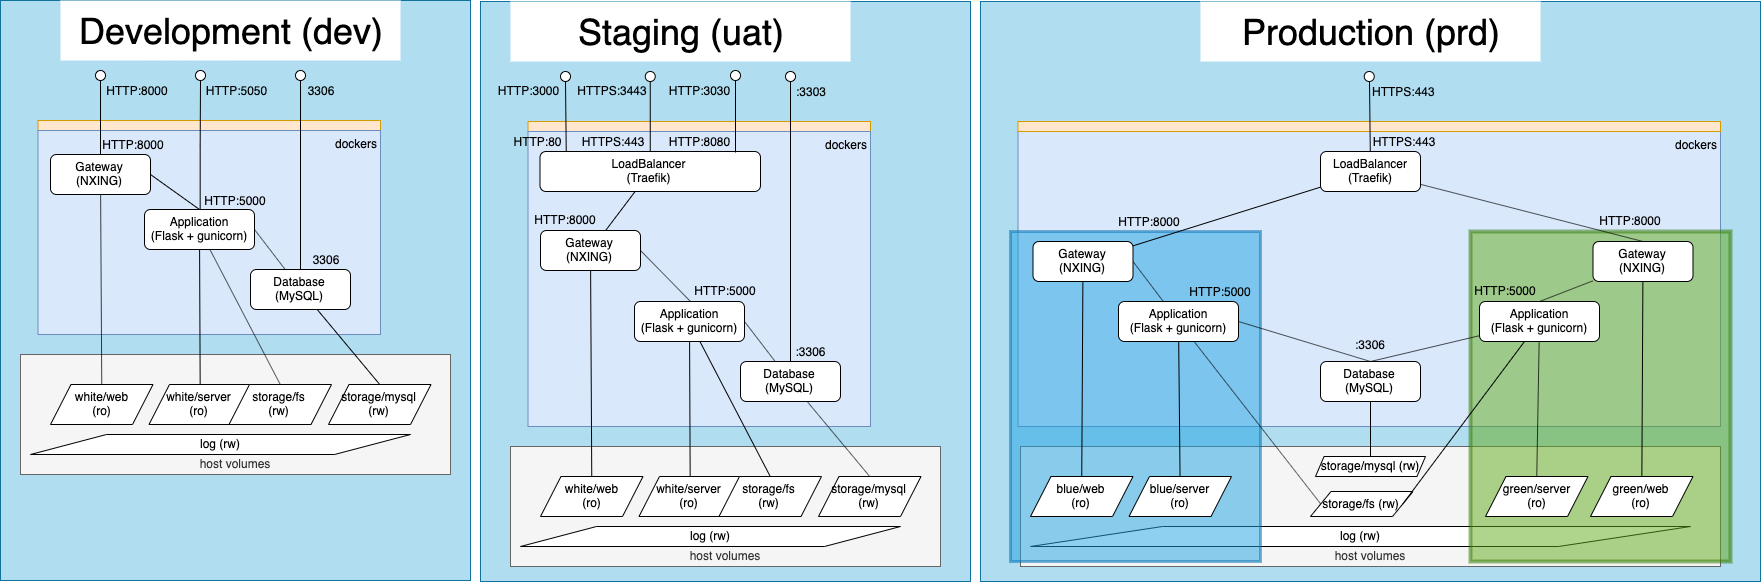 Development (dev)
HTTP:8000
HTTP:5050
3306
HTTP:8000
dockers
Gateway
(NXING)
HTTP:5000
Application
(Flask + gunicorn)
3306
Database
(MySQL)
white/web
(ro)
white/server
(ro)
storage/fs
(rw)
storage/mysql
(rw)
log (rw)
host volumes
Staging (uat)
HTTP:3000
HTTPS:3443
HTTP:3030
:3303
HTTP:80
HTTPS:443
HTTP:8080
dockers
LoadBalancer
(Traefik)
HTTP:8000
Gateway
(NXING)
HTTP:5000
Application
(Flask + gunicorn)
:3306
Database
(MySQL)
white/web
(ro)
white/server
(ro)
storage/fs
(rw)
storage/mysql
(rw)
log (rw)
host volumes
Production (prd)
HTTPS:443
HTTPS:443
dockers
LoadBalancer
(Traefik)
HTTP:8000
HTTP:8000
Gateway
(NXING)
Gateway
(NXING)
HTTP:5000
HTTP:5000
Application
(Flask + gunicorn)
Application
(Flask + gunicorn)
:3306
Database
(MySQL)
storage/mysql (rw)
blue/web
(ro)
blue/server
(ro)
storage/fs (rw)
green/server
(ro)
green/web
(ro)
log (rw)
host volumes